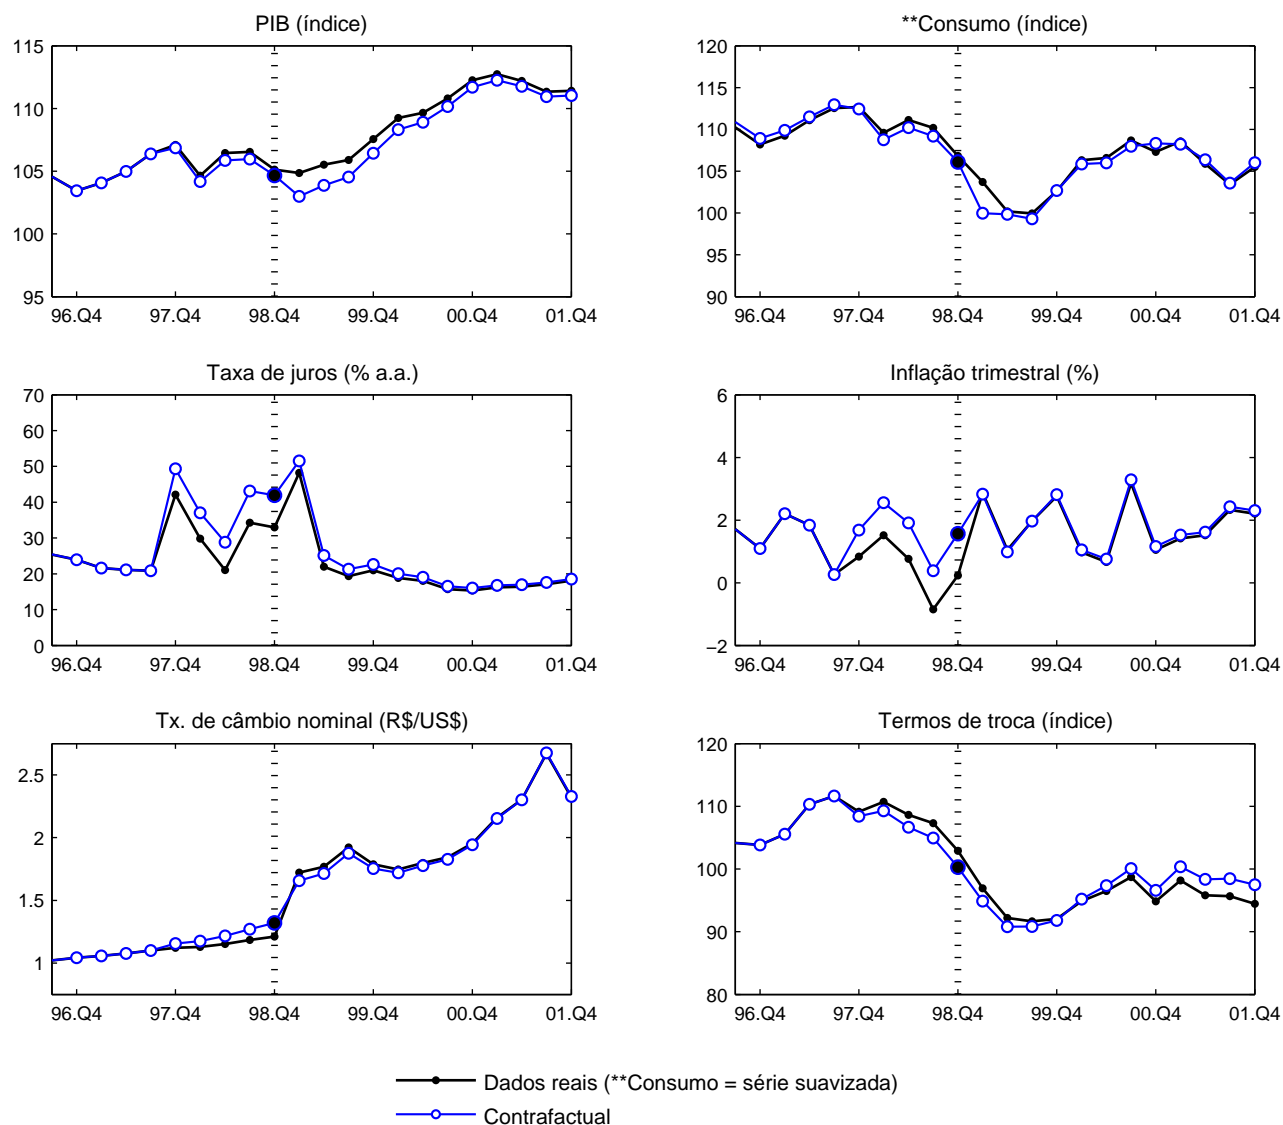 PIB (índice)
115
110
105
100
95
96.Q4 97.Q4 98.Q4 99.Q4 00.Q4 01.Q4
**Consumo (índice)
120
115
110
105
100
95
90
96.Q4 97.Q4 98.Q4 99.Q4 00.Q4 01.Q4
Taxa de juros (% a.a.)
70
60
50
40
30
20
10
0
96.Q4 97.Q4 98.Q4 99.Q4 00.Q4 01.Q4
Inflação trimestral (%)
6
4
2
0
−2
96.Q4 97.Q4 98.Q4 99.Q4 00.Q4 01.Q4
Tx. de câmbio nominal (R$/US$)
2.5
2
1.5
1
96.Q4 97.Q4 98.Q4 99.Q4 00.Q4 01.Q4
Termos de troca (índice)
120
110
100
90
80
96.Q4 97.Q4 98.Q4 99.Q4 00.Q4 01.Q4
Dados reais (**Consumo = série suavizada)
Contrafactual